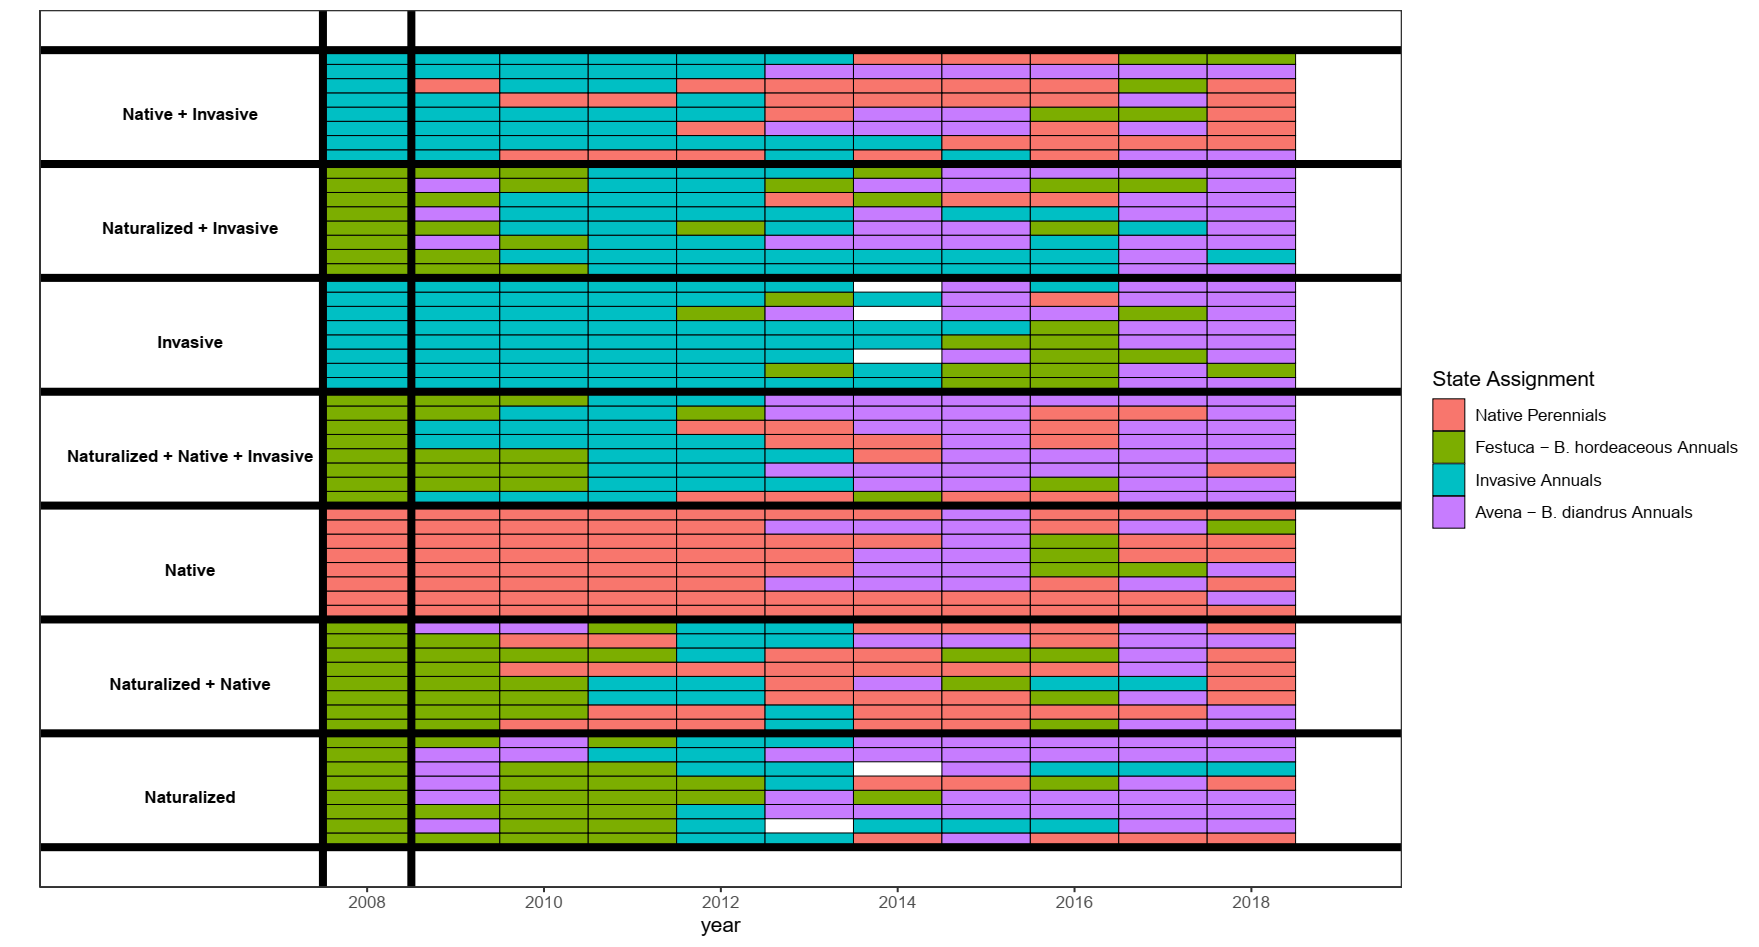 Native + Invasive
Naturalized + Invasive
Invasive
Naturalized + Native + Invasive
Native
Naturalized + Native
Naturalized
2008 2010 2012 2014 2016 2018
year
State Assignment
Native Perennials
Festuca − B. hordeaceous Annuals
Invasive Annuals
Avena − B. diandrus Annuals